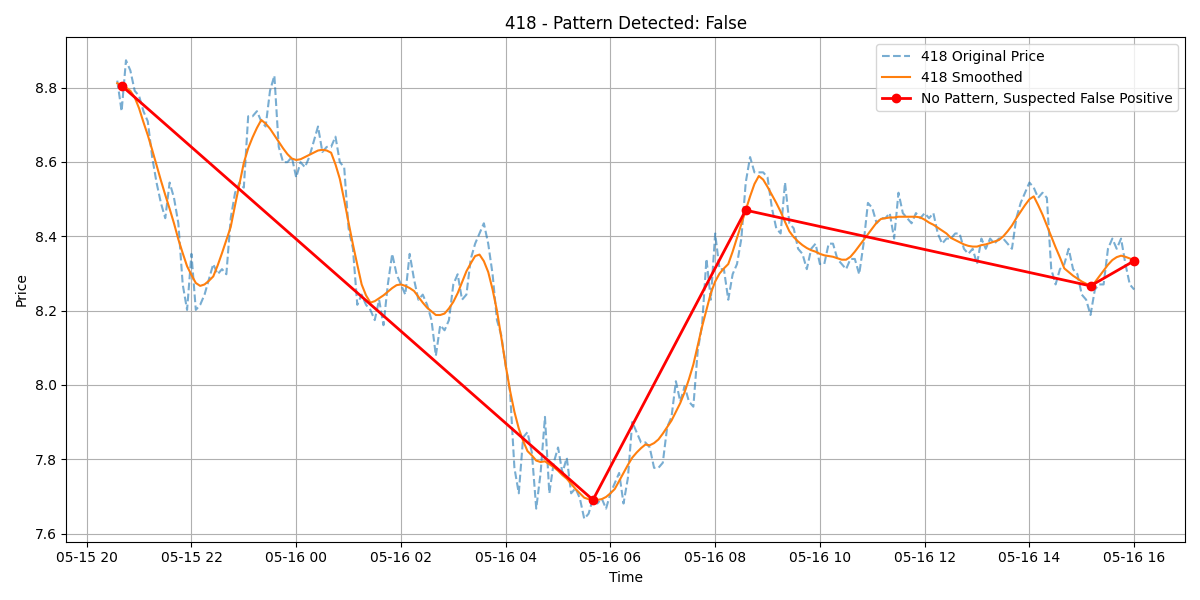 418 - Pattern Detected: False
418 Original Price
418 Smoothed
No Pattern, Suspected False Positive
Price
8.8
8.6
8.4
8.2
8.0
7.8
7.6
05-15 20 05-15 22 05-16 00 05-16 02 05-16 04 05-16 06 05-16 08 05-16 10 05-16 12 05-16 14 05-16 16
Time